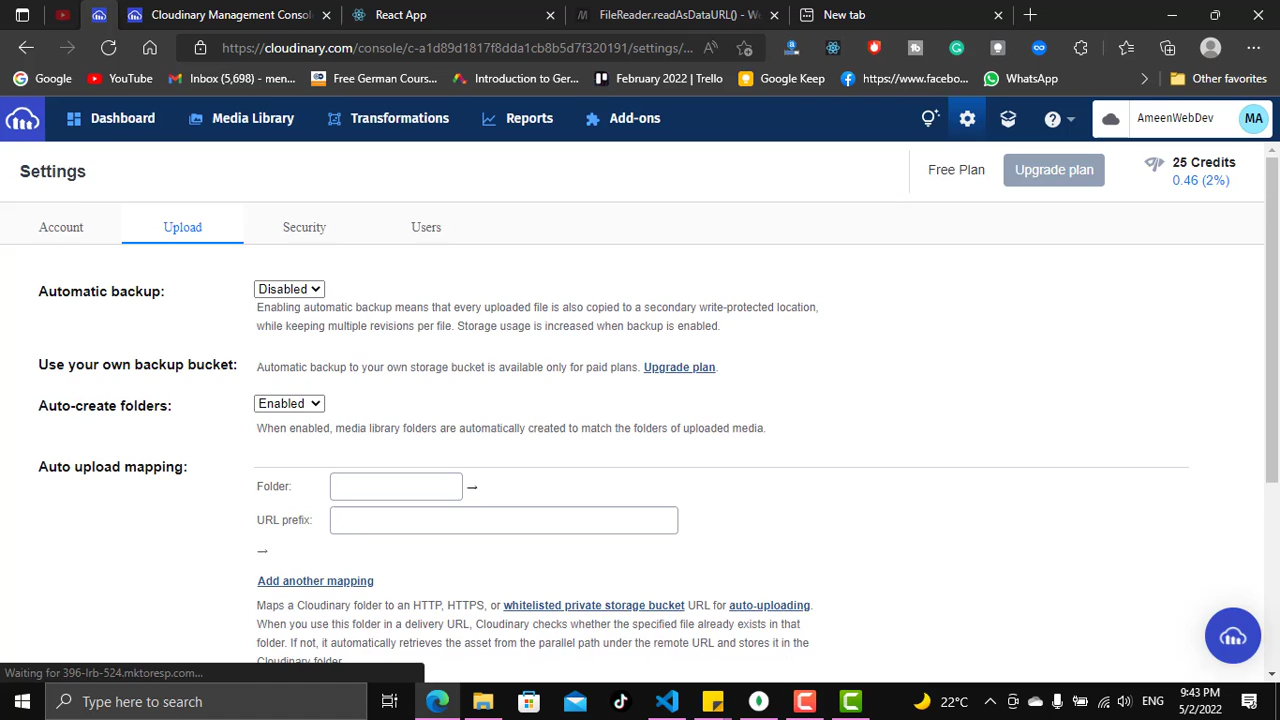 Cloudinary Management Consol
React App
FileReader.readAsDataURL() - We
New tab
https://cloudinary.com/console/c-a1d89d1817f8dda1cb8b5d7f320191/settings/...
Google
YouTube
Inbox (5,698) - men...
Free German Cours...
Introduction to Ger...
February 2022 | Trello
Google Keep
https://www.facebo...
WhatsApp
Other favorites
Dashboard
Media Library
Transformations
Reports
Add-ons
AmeenWebDev
MA
Settings
Free Plan
Upgrade plan
25 Credits
0.46 (2%)
Account
Upload
Security
Users
Automatic backup:
Disabled
Enabling automatic backup means that every uploaded file is also copied to a secondary write-protected location,
while keeping multiple revisions per file. Storage usage is increased when backup is enabled.
Use your own backup bucket:
Automatic backup to your own storage bucket is available only for paid plans. Upgrade plan.
Auto-create folders:
Enabled
When enabled, media library folders are automatically created to match the folders of uploaded media.
Auto upload mapping:
Folder:
URL prefix:
Add another mapping
Maps a Cloudinary folder to an HTTP, HTTPS, or whitelisted private storage bucket URL for auto-uploading.
When you use this folder in a delivery URL, Cloudinary checks whether the specified file already exists in that
folder. If not, it automatically retrieves the asset from the parallel path under the remote URL and stores it in the
Cloudinary folder.
Waiting for 396-lrb-524.mktoresp.com...
Type here to search
22°C
ENG
9:43 PM
5/2/2022